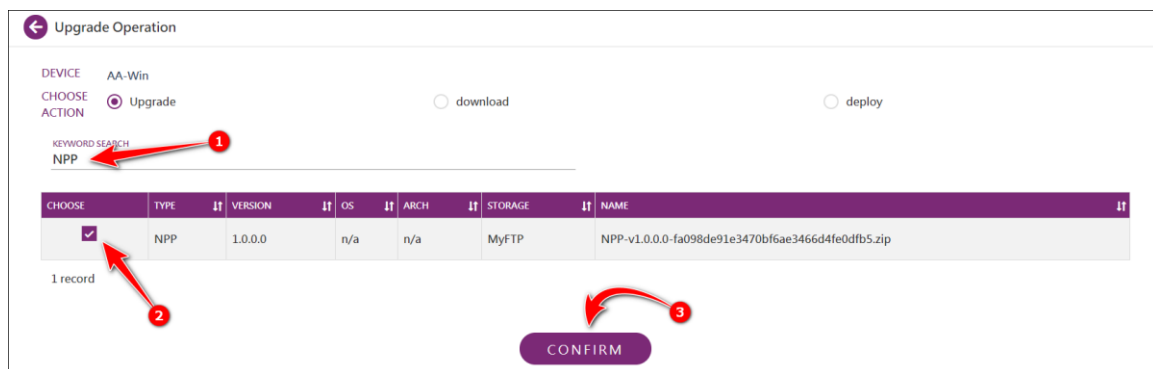 Upgrade Operation
DEVICE AA-Win
CHOOSE ACTION Upgrade download deploy
KEYWORD SEARCH
NPP
1
CHOOSE TYPE VERSION OS ARCH STORAGE NAME
NPP 1.0.0.0 n/a n/a MyFTP NPP-v1.0.0.0-fa098de91e3470bf6ae3466d4fe0dfb5.zip
1 record
2
3
CONFIRM